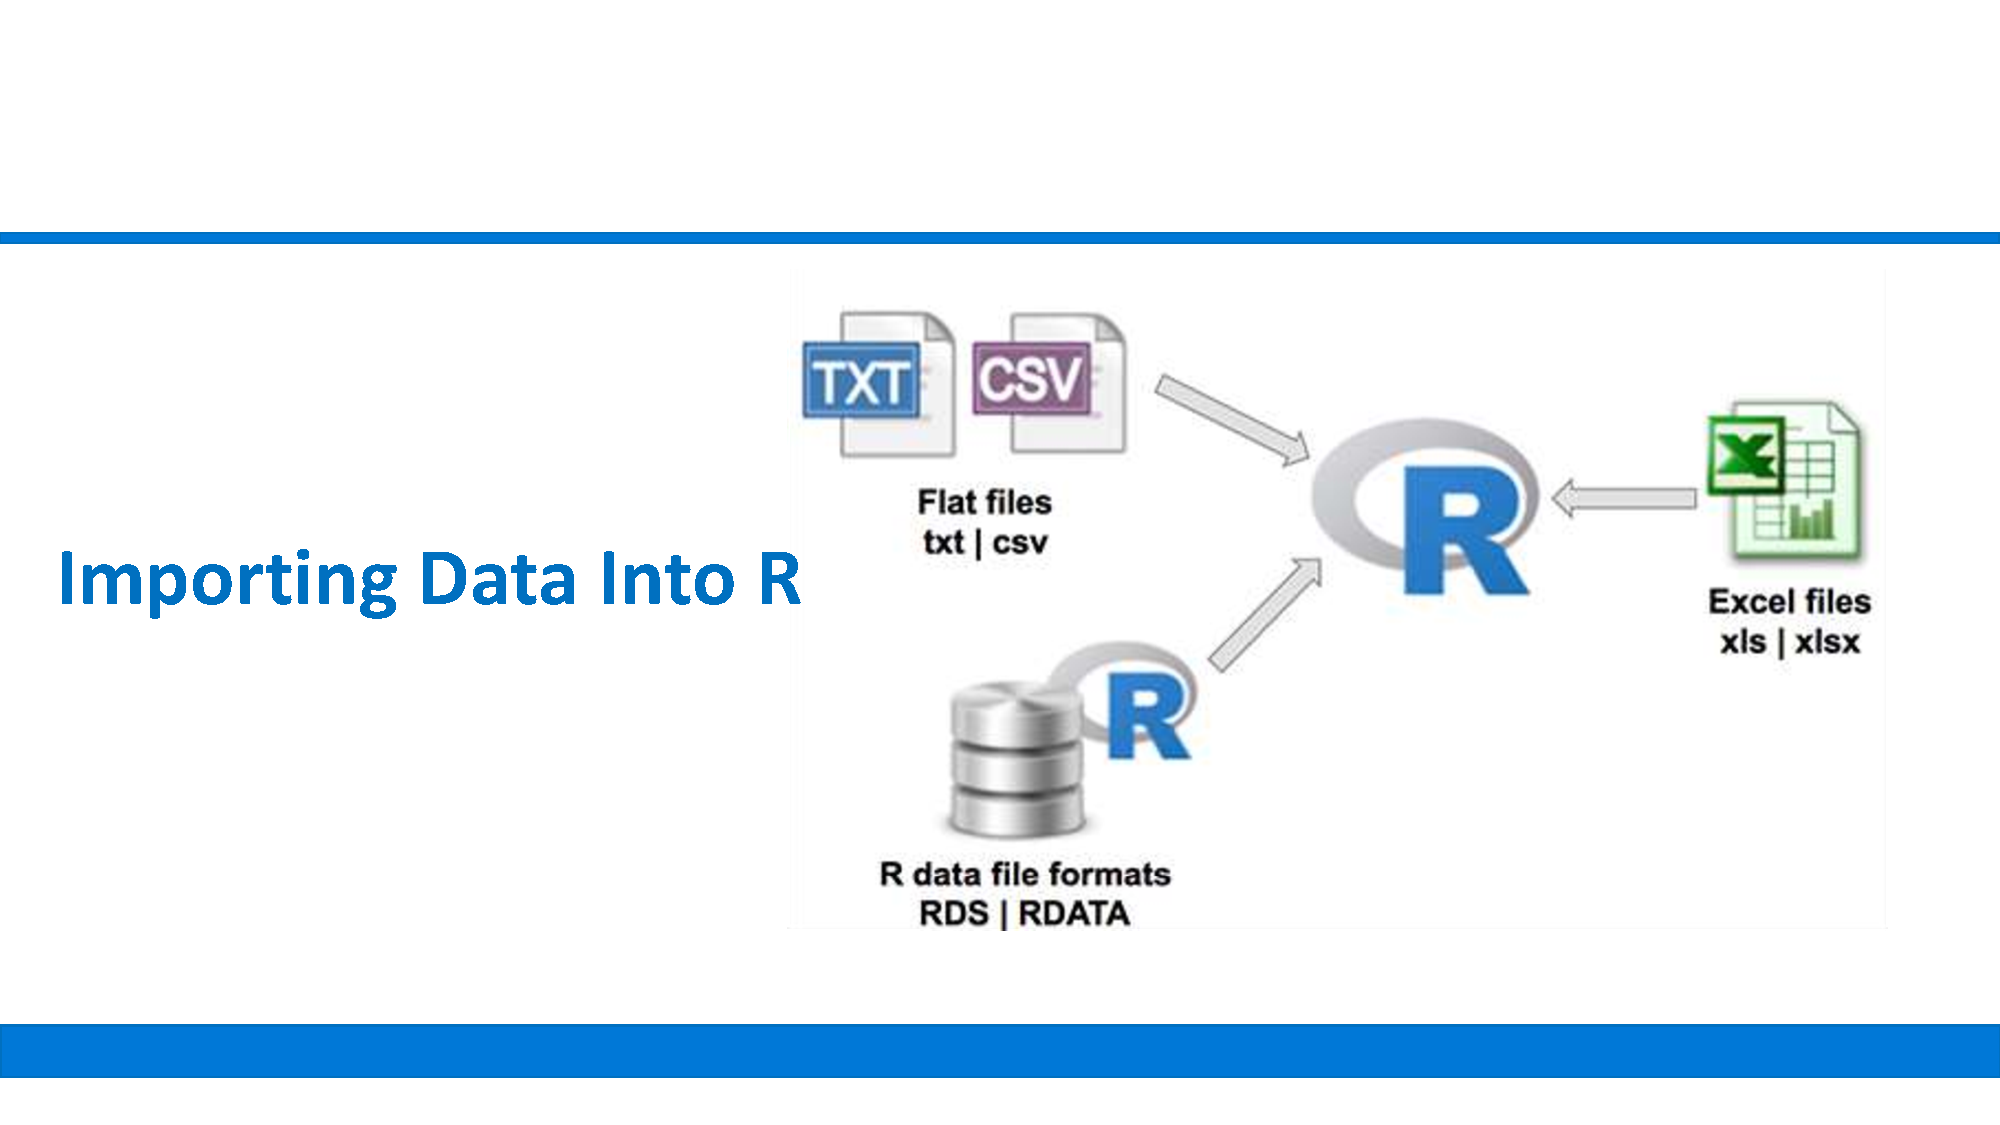 Importing Data Into R
TXT
CSV
Flat files
txt | csv
R
Excel files
xls | xlsx
R
R data file formats
RDS | RDATA